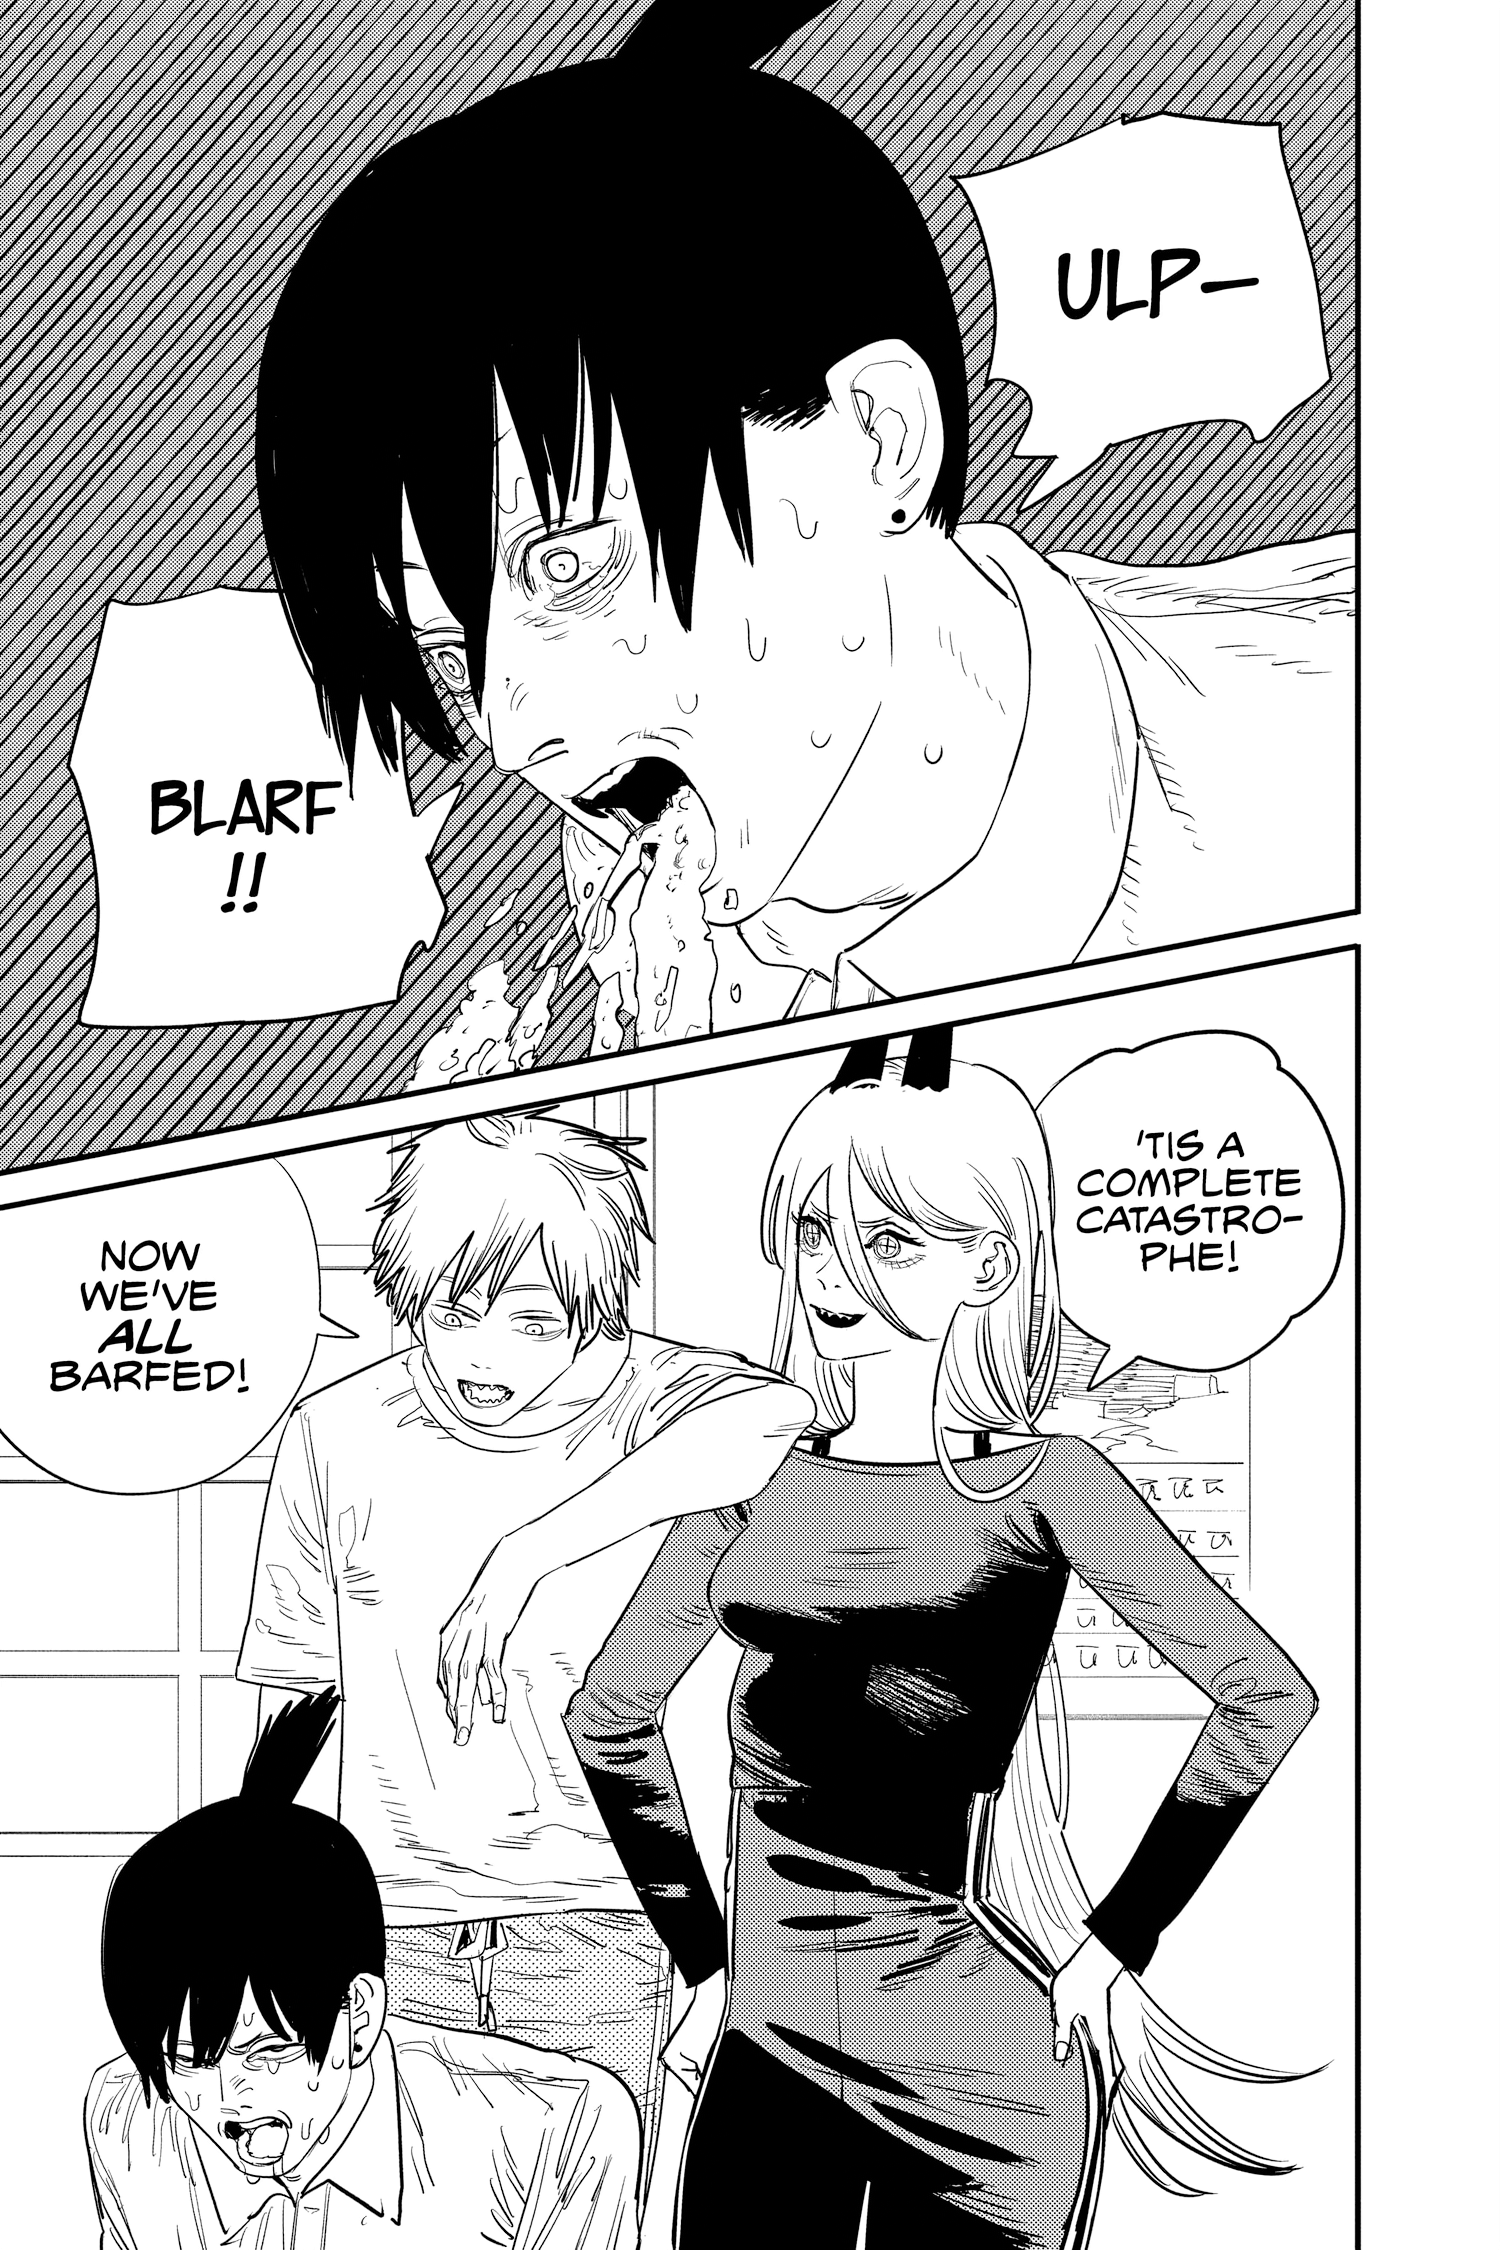 ULP—
BLARF
!!
'TIS A
COMPLETE
CATASTRO-
PHE!
NOW
WE'VE
ALL
BARFED!